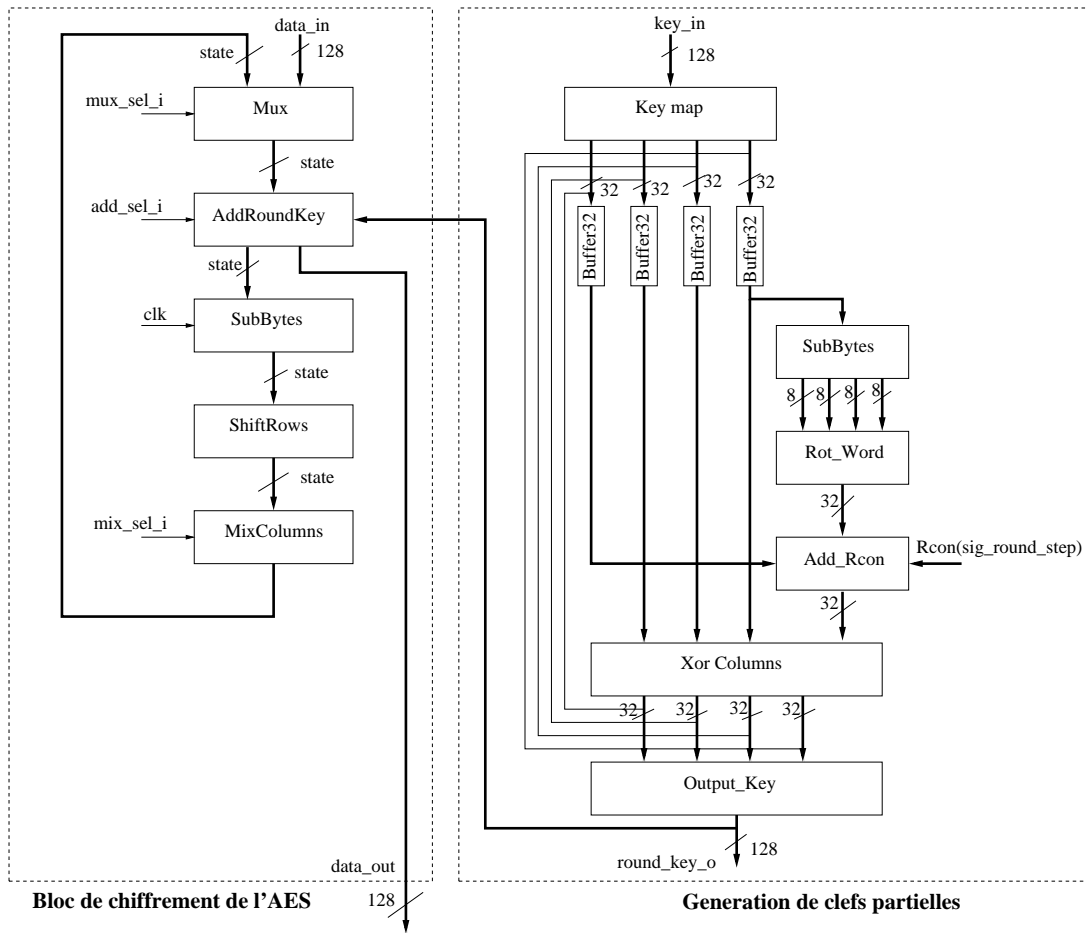 data_in
state
128
mux_sel_i
Mux
state
add_sel_i
AddRoundKey
state
clk
SubBytes
state
ShiftRows
state
mix_sel_i
MixColumns
data_out
128
Bloc de chiffrement de l'AES
key_in
128
Key map
32
32
32
32
Buffer32
Buffer32
Buffer32
Buffer32
SubBytes
8
8
8
8
Rot_Word
32
Add_Rcon
Rcon(sig_round_step)
32
Xor Columns
32
32
32
32
Output_Key
128
round_key_o
Generation de clefs partielles